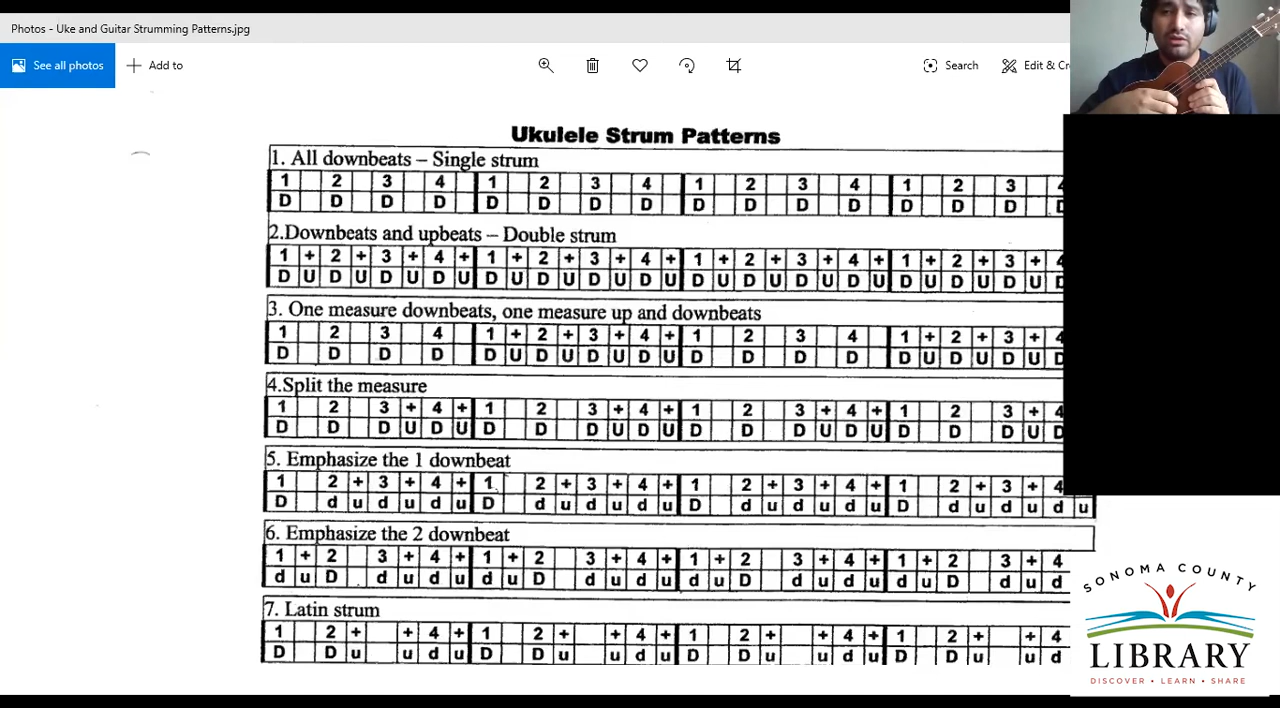 Photos - Uke and Guitar Strumming Patterns.jpg
See all photos
Add to
Search
Edit & Cr
Ukulele Strum Patterns
1. All downbeats – Single strum
1 2 3 4 1 2 3 4 1 2 3 4 1 2 3 4
D D D D D D D D D D D D D D D D
2.Downbeats and upbeats – Double strum
1 + 2 + 3 + 4 + 1 + 2 + 3 + 4 + 1 + 2 + 3 + 4 + 1 + 2 + 3 + 4
D U D U D U D U D U D U D U D U D U D U D U D U D U D U D U D
3. One measure downbeats, one measure up and downbeats
1 2 3 4 1 + 2 + 3 + 4 + 1 2 3 4 1 + 2 + 3 + 4
D D D D D U D U D U D U D D D D D U D U D U D
4.Split the measure
1 2 3 + 4 + 1 2 3 + 4 + 1 2 3 + 4 + 1 2 3 + 4
D D D U D U D D D U D U D D D U D U D D D U D
5. Emphasize the 1 downbeat
1 2 + 3 + 4 + 1 2 + 3 + 4 + 1 2 + 3 + 4 + 1 2 + 3 + 4
D d u d u d u D d u d u d u D d u d u d u D d u d u d u
6. Emphasize the 2 downbeat
1 + 2 3 + 4 + 1 + 2 3 + 4 + 1 + 2 3 + 4 + 1 + 2 3 + 4
d u D d u d u d u D d u d u d u D d u d u d u D d u d
7. Latin strum
1 2 + + 4 + 1 2 + + 4 + 1 2 + + 4 + 1 2 + + 4
D D u u d u D D u u d u D D u u d u D D u u d
SONOMA COUNTY
LIBRARY
DISCOVER • LEARN • SHARE